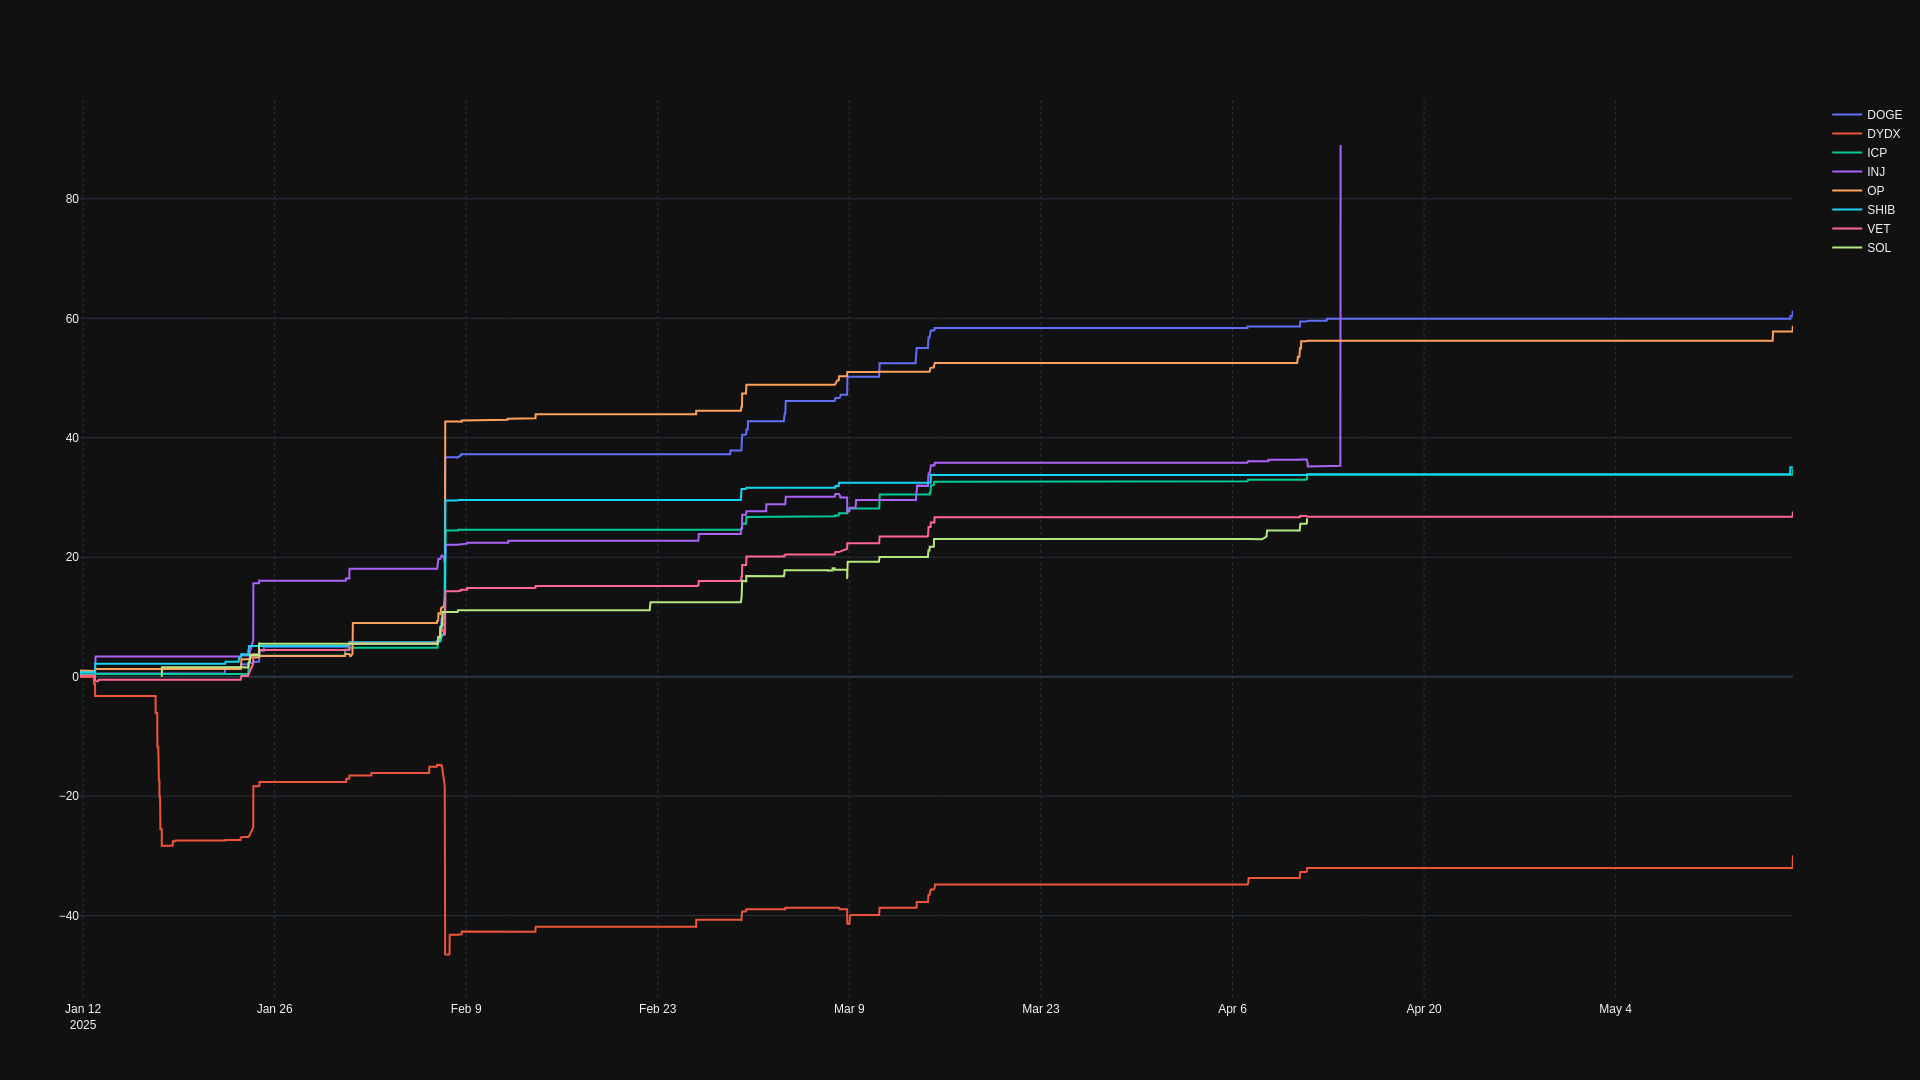 DOGE
DYDX
ICP
INJ
OP
SHIB
VET
SOL
80
60
40
20
0
−20
−40
Jan 12
2025
Jan 26
Feb 9
Feb 23
Mar 9
Mar 23
Apr 6
Apr 20
May 4